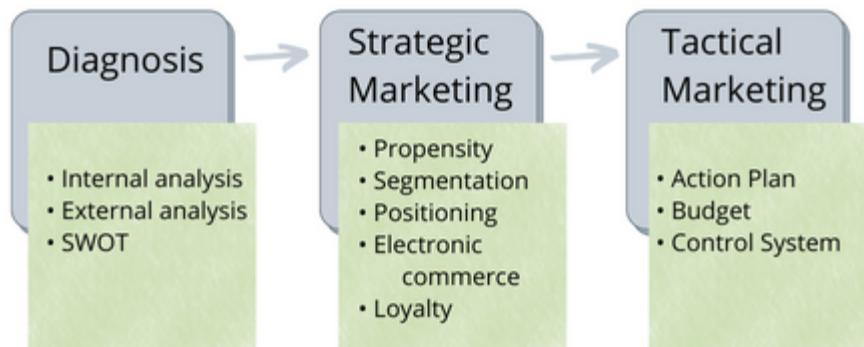 Diagnosis
• Internal analysis
• External analysis
• SWOT
Strategic
Marketing
• Propensity
• Segmentation
• Positioning
• Electronic
commerce
• Loyalty
Tactical
Marketing
• Action Plan
• Budget
• Control System